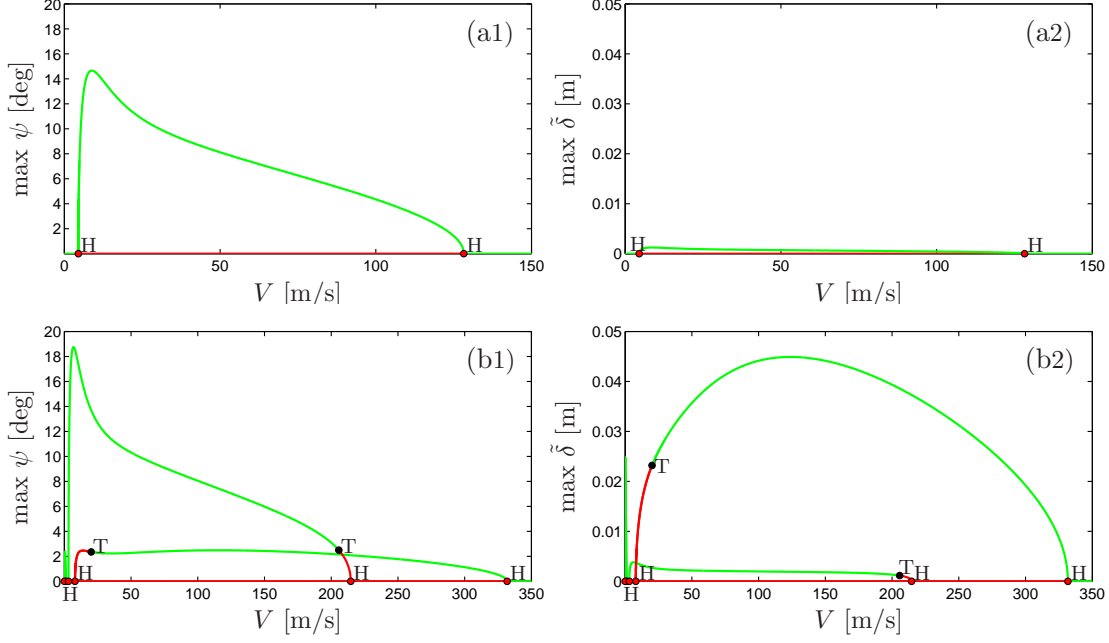 (a1)
max ψ [deg]
20
18
16
14
12
10
8
6
4
2
H
H
0
50
100
150
V [m/s]
(a2)
max δ̃ [m]
0.05
0.04
0.03
0.02
0.01
0
H
H
0
50
100
150
V [m/s]
(b1)
max ψ [deg]
20
18
16
14
12
10
8
6
4
2
0
T
T
H
H
H
H
0
50
100
150
200
250
300
350
V [m/s]
(b2)
max δ̃ [m]
0.05
0.04
0.03
0.02
0.01
0
T
T
H
H
H
H
0
50
100
150
200
250
300
350
V [m/s]